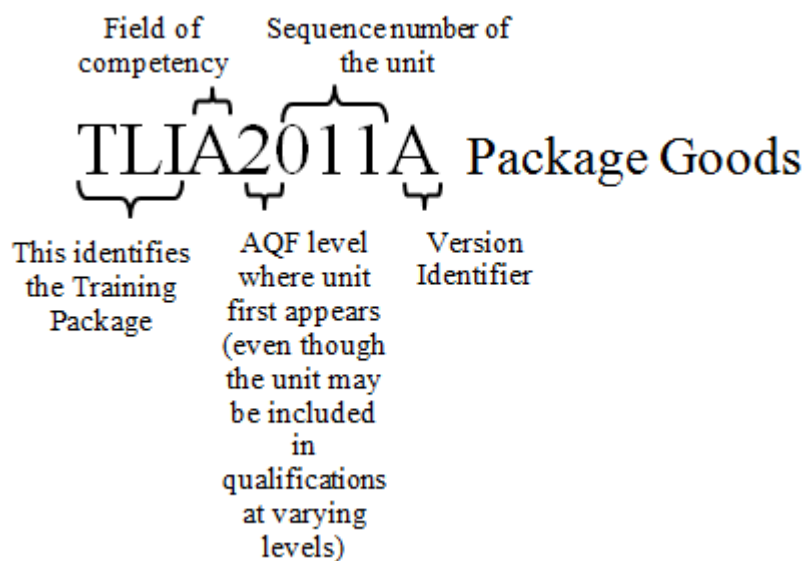 Field of
competency
Sequence number of
the unit
TLIA2011A Package Goods
This identifies
the Training
Package
AQF level
where unit
first appears
(even though
the unit may
be included
in
qualifications
at varying
levels)
Version
Identifier